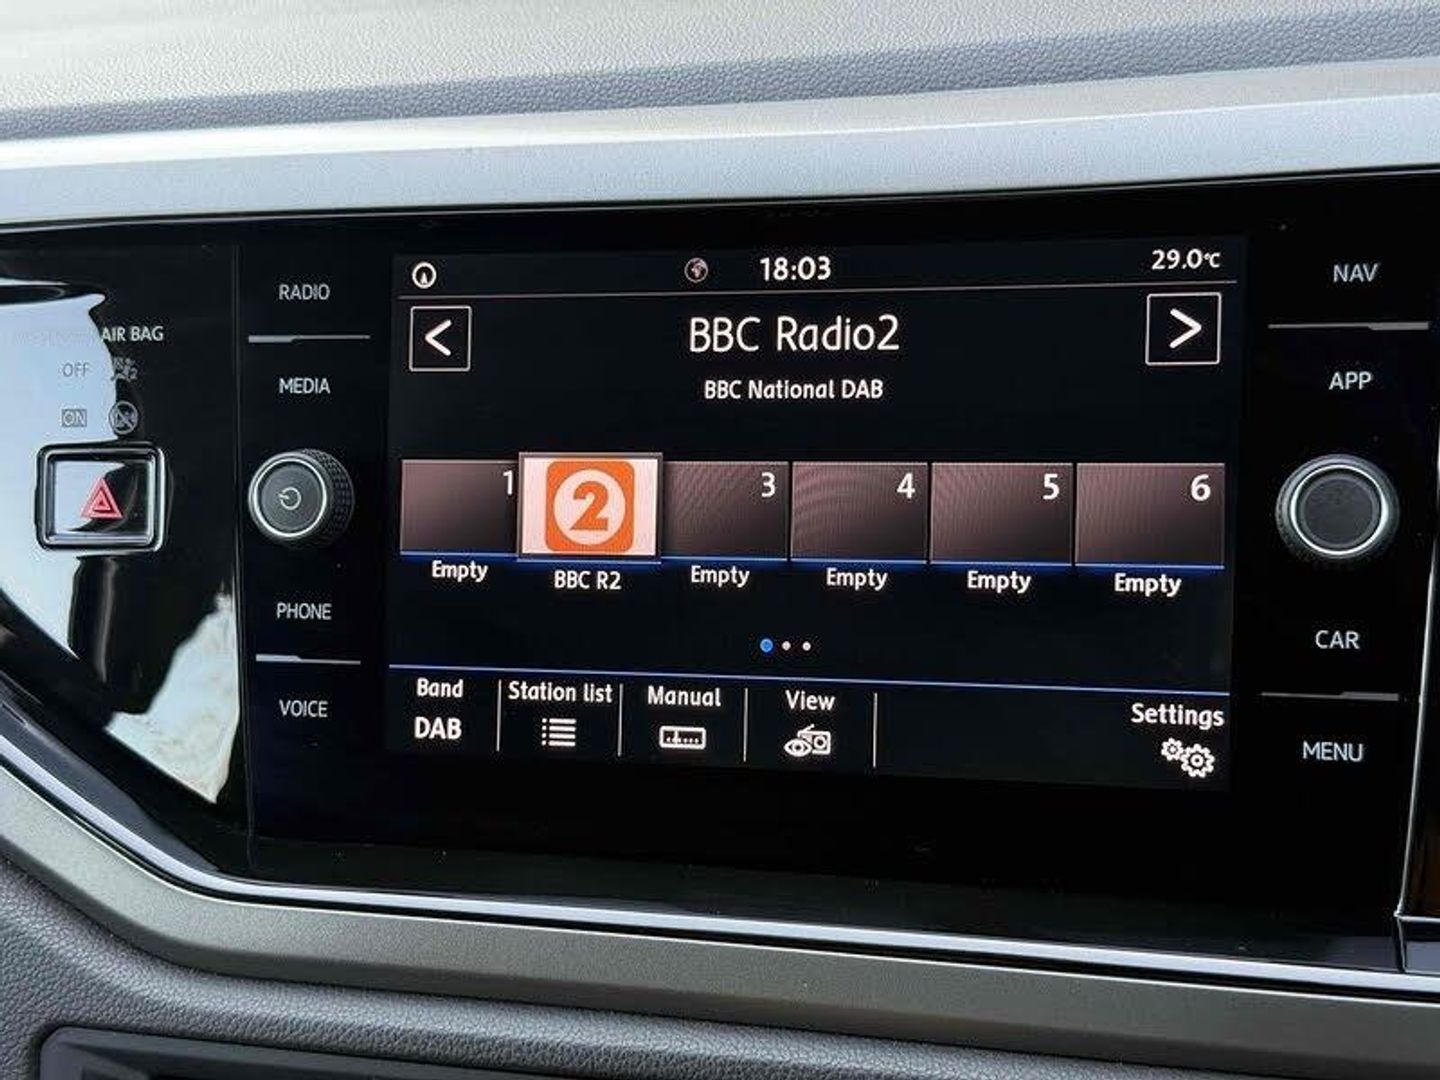 RADIO
MEDIA
PHONE
VOICE
AIR BAG
OFF
ON
18:03
29.0°C
<
BBC Radio2
>
BBC National DAB
1
2
3
4
5
6
Empty
BBC R2
Empty
Empty
Empty
Empty
Band
DAB
Station list
Manual
View
Settings
NAV
APP
CAR
MENU